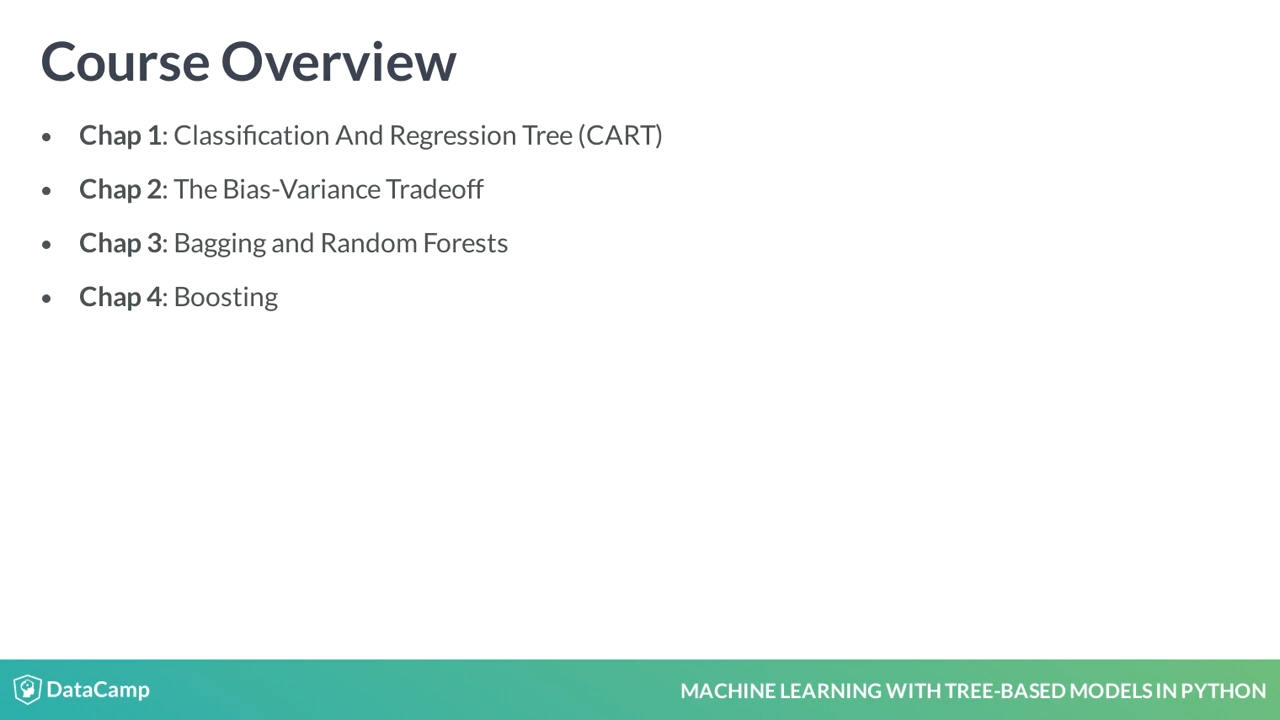 Course Overview
• Chap 1: Classification And Regression Tree (CART)
• Chap 2: The Bias-Variance Tradeoff
• Chap 3: Bagging and Random Forests
• Chap 4: Boosting
DataCamp
MACHINE LEARNING WITH TREE-BASED MODELS IN PYTHON